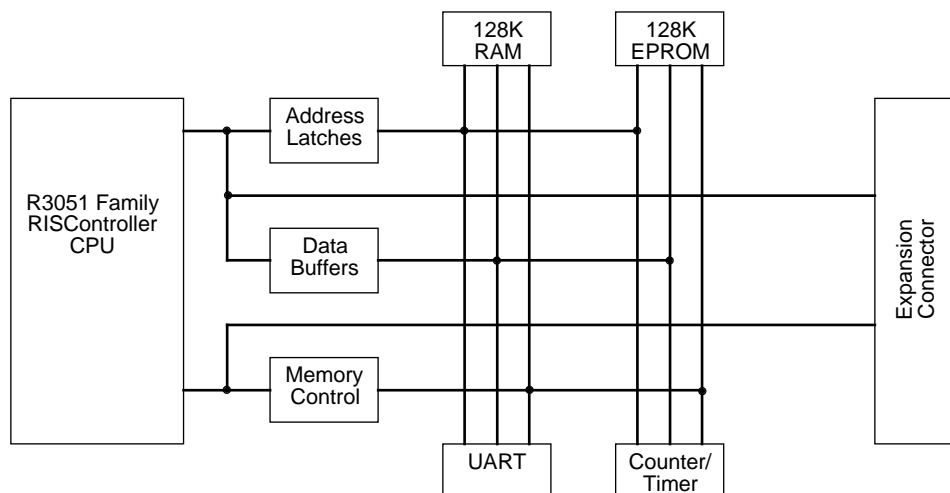 128K
RAM
128K
EPROM
Address
Latches
R3051 Family
RISController
CPU
Data
Buffers
Expansion
Connector
Memory
Control
UART
Counter/
Timer